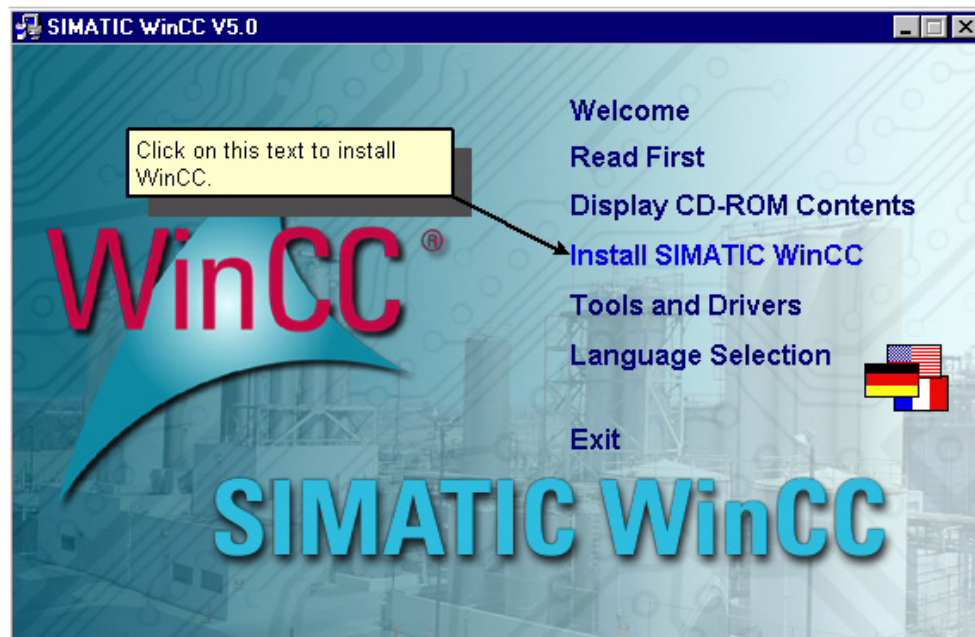 SIMATIC WinCC V5.0
Welcome
Click on this text to install
WinCC.
Read First
Display CD-ROM Contents
WinCC®
Install SIMATIC WinCC
Tools and Drivers
Language Selection
Exit
SIMATIC WinCC